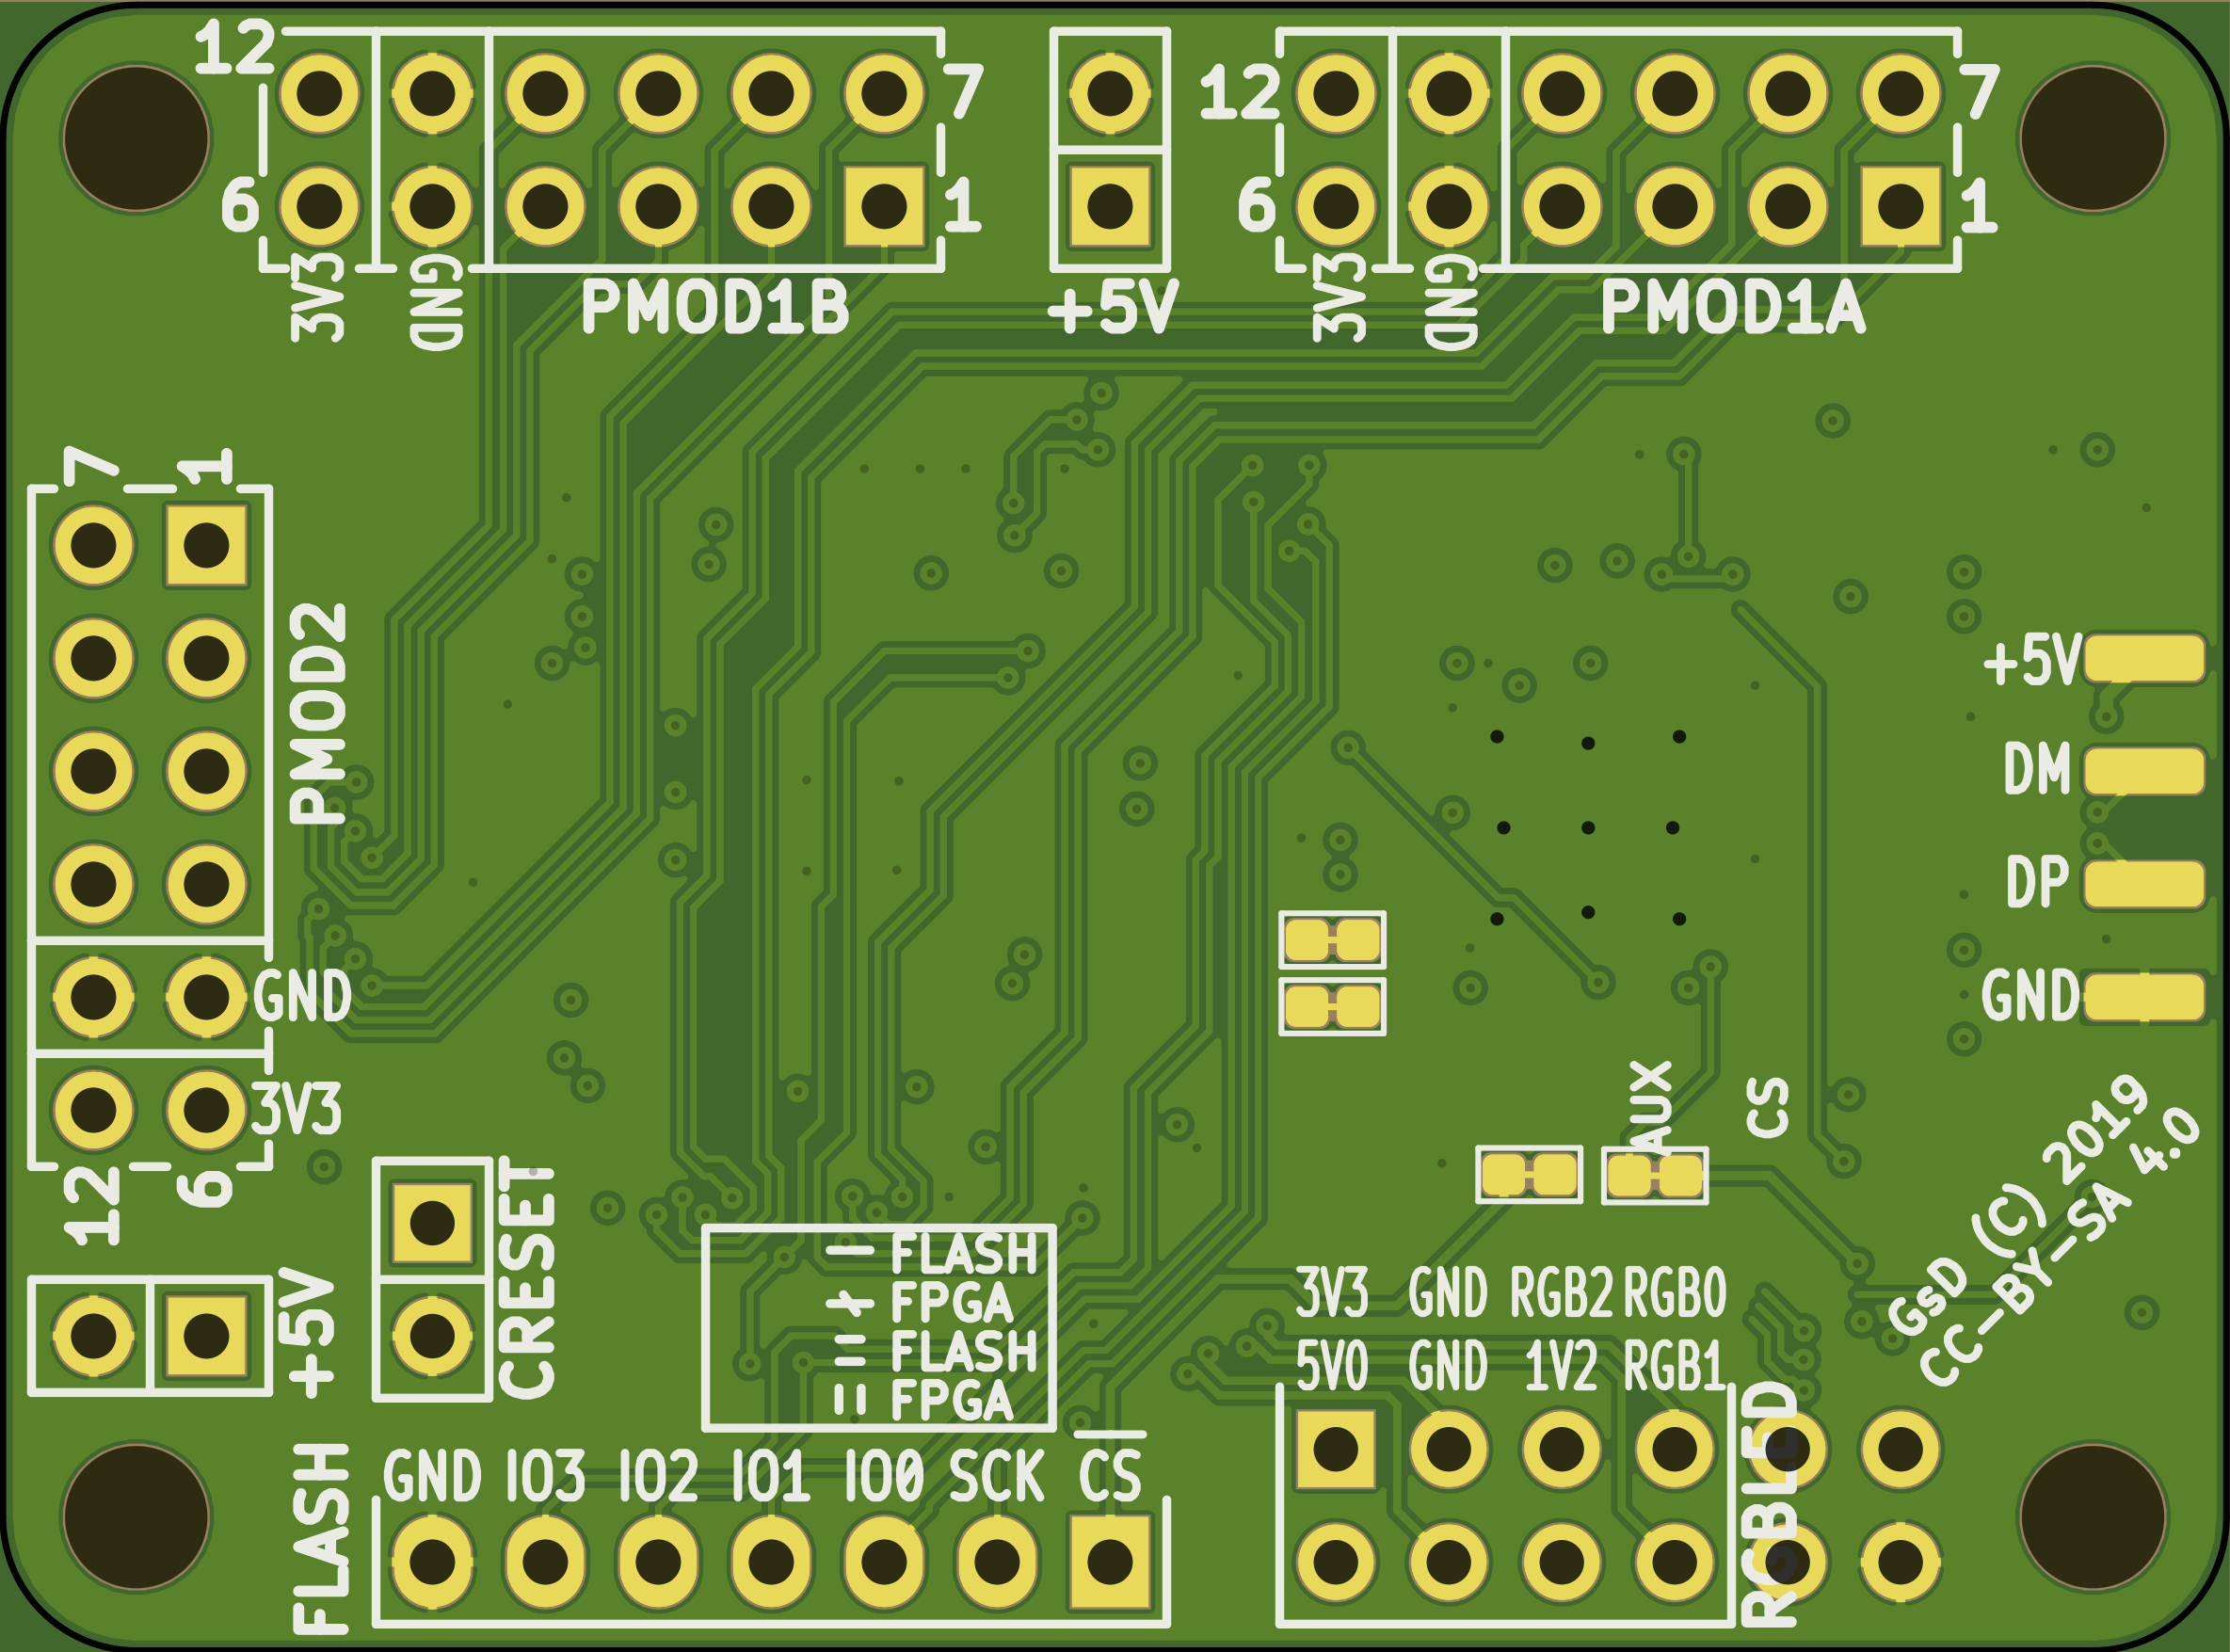 12
7
6
1
3V3
GND
PMOD1B
+5V
12
7
6
1
3V3
GND
PMOD1A
7
1
PMOD2
GND
3V3
12
6
+5V
DM
DP
GND
AUX
CS
GsD (C) 2019
CC-BY-SA 4.0
+5V
CRESET
| FLASH
⚹ FPGA
= FLASH
|| FPGA
3V3 GND RGB2 RGB0
5V0 GND 1V2 RGB1
RGBLED
FLASH
GND IO3 IO2 IO1 IO0 SCK CS